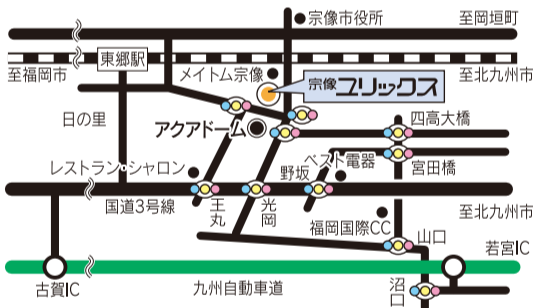 宗像市役所
至岡垣町
東郷駅
至福岡市
メイトム宗像
宗像ユリックス
至北九州市
日の里
アクアドーム
四高大橋
レストラン・シャロン
野坂
ベスト電器
宮田橋
国道3号線
王丸
光岡
福岡国際CC
至北九州市
山口
若宮IC
古賀IC
九州自動車道
沼口